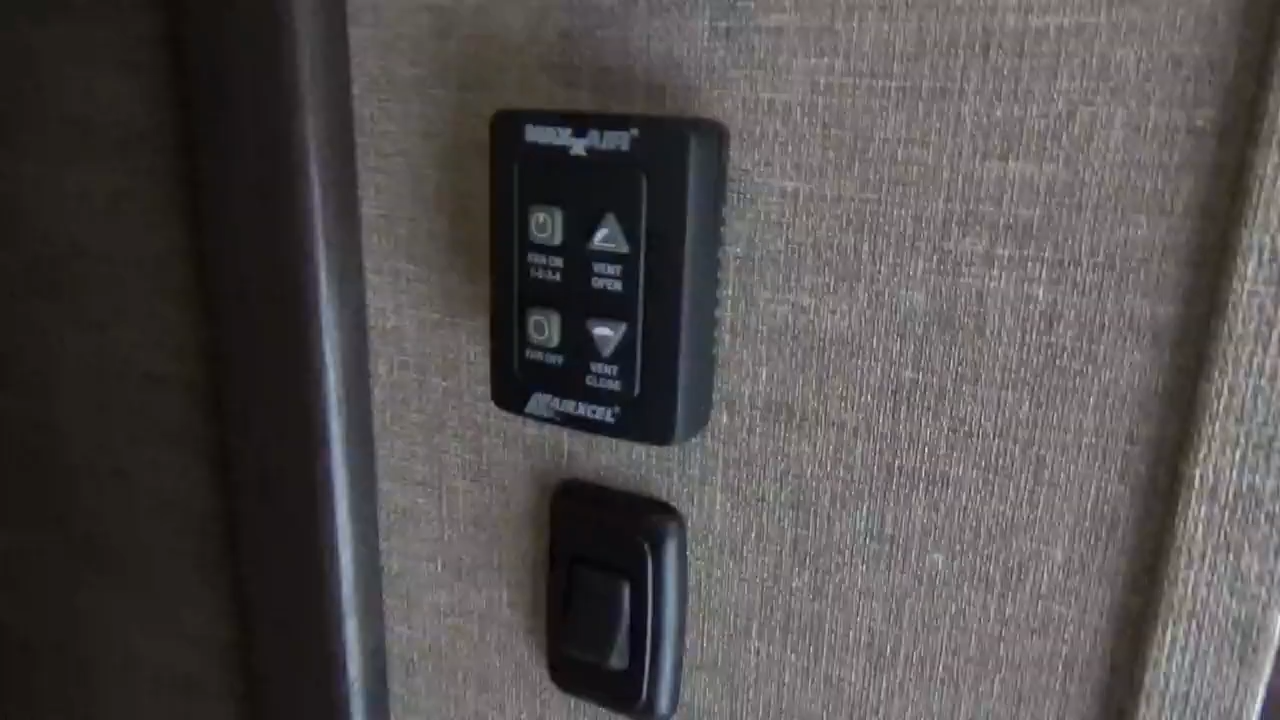 MAXXAIR®
FAN ON
1-2-3-4
VENT
OPEN
FAN OFF
VENT
CLOSE
AIRXCEL®